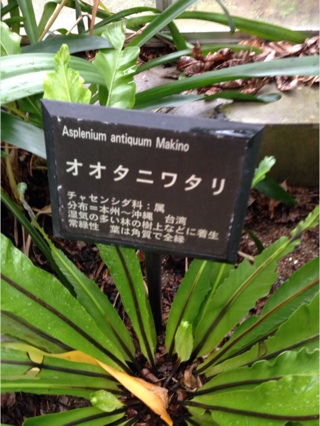 Asplenium antiquum Makino
オオタニワタリ
チャセンシダ科：属
分布＝本州～沖縄　台湾
湿気の多い林の樹上などに着生
常緑性　葉は角質で全縁